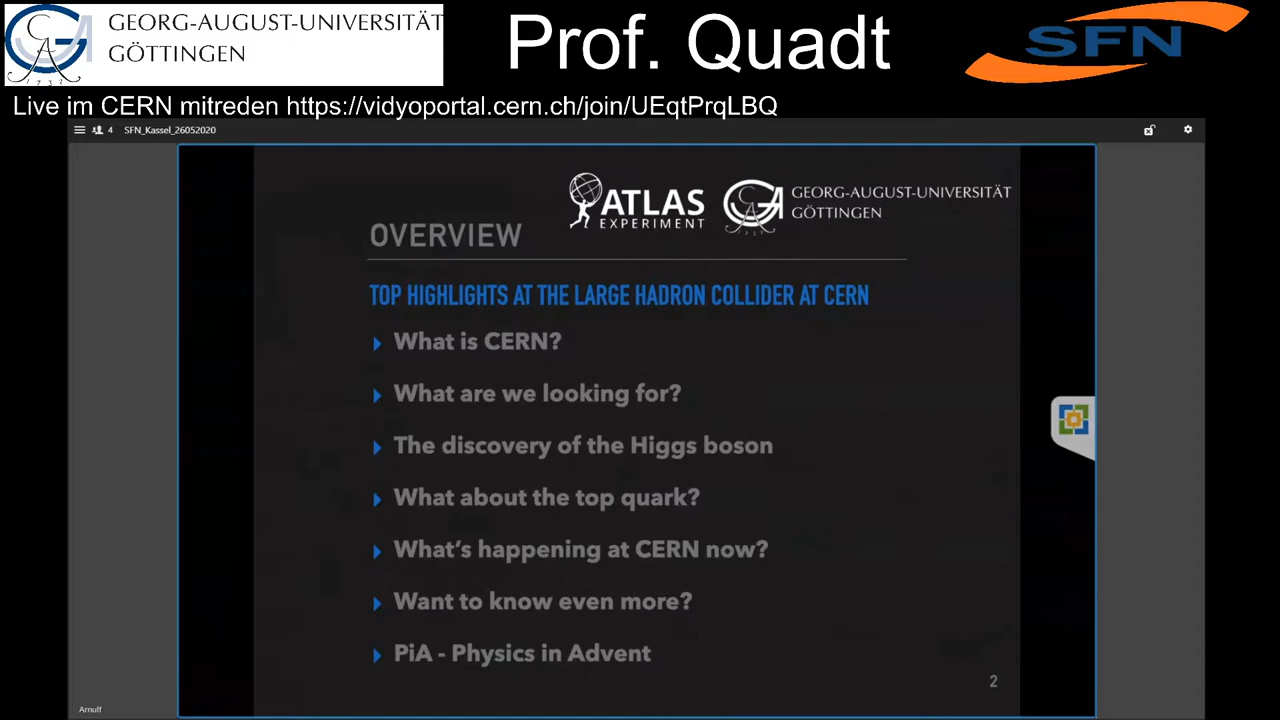 GEORG-AUGUST-UNIVERSITÄT
GÖTTINGEN
Prof. Quadt
SFN
Live im CERN mitreden https://vidyoportal.cern.ch/join/UEqtPrqLBQ
4 SFN_Kassel_26052020
ATLAS
EXPERIMENT
GEORG-AUGUST-UNIVERSITÄT
GÖTTINGEN
OVERVIEW
TOP HIGHLIGHTS AT THE LARGE HADRON COLLIDER AT CERN
What is CERN?
What are we looking for?
The discovery of the Higgs boson
What about the top quark?
What’s happening at CERN now?
Want to know even more?
PiA - Physics in Advent
2
Arnulf